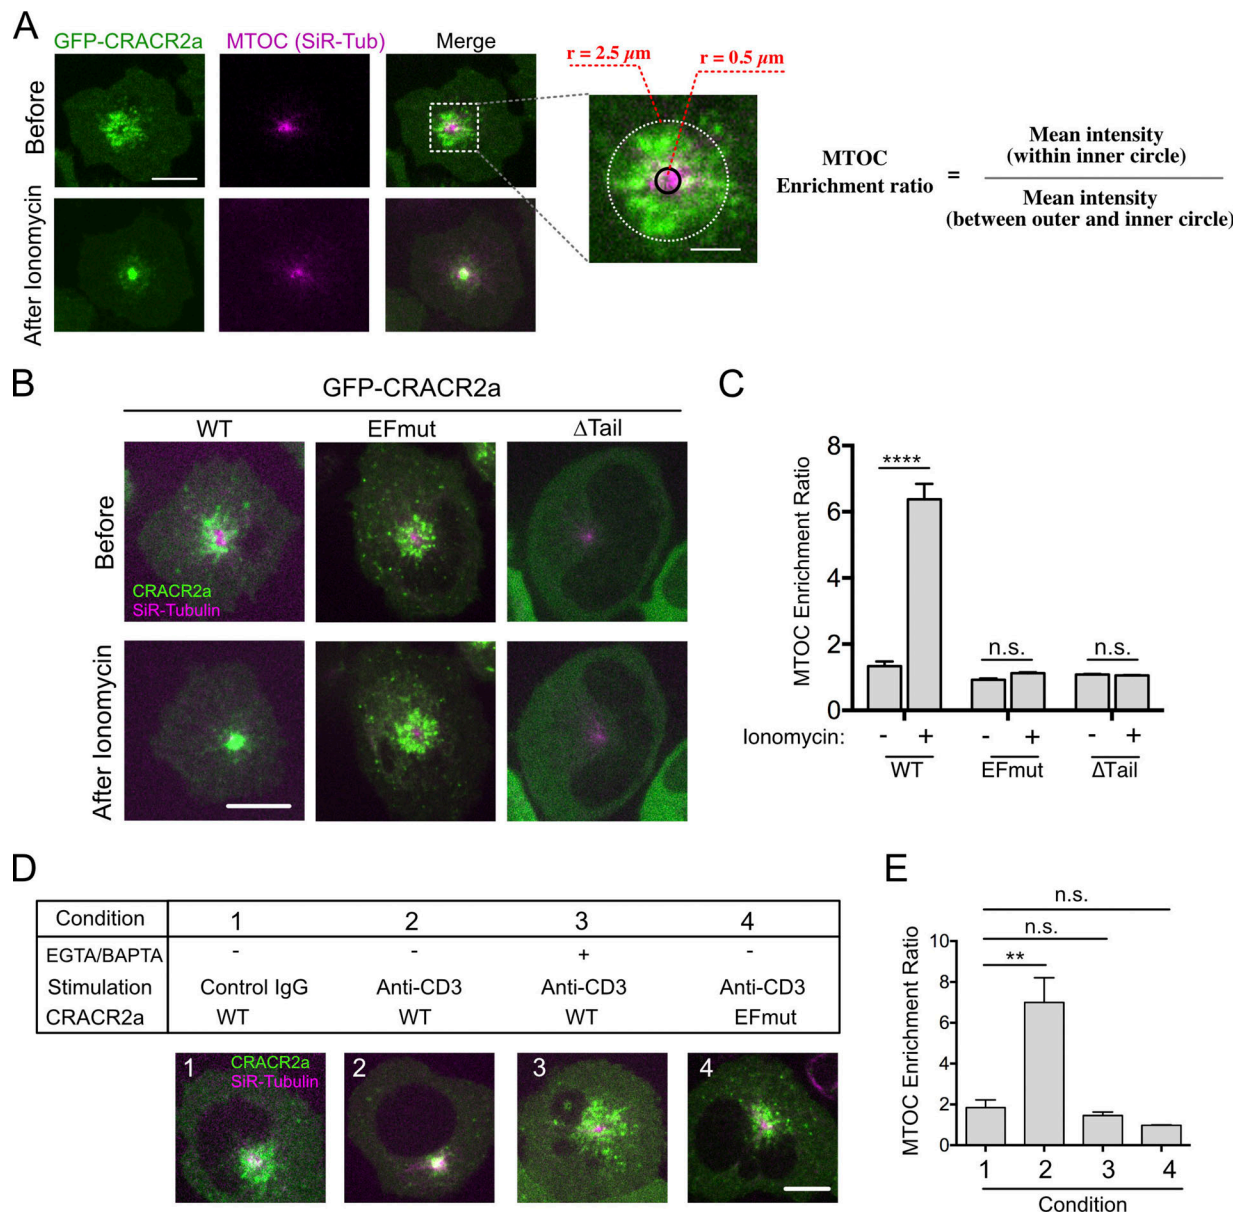 A
GFP-CRACR2a MTOC (SiR-Tub) Merge
Before
After Ionomycin
r = 2.5 µm
r = 0.5 µm
MTOC
Enrichment ratio
=
Mean intensity
(within inner circle)
Mean intensity
(between outer and inner circle)
B
GFP-CRACR2a
WT EFmut ΔTail
Before
CRACR2a
SiR-Tubulin
After Ionomycin
C
MTOC Enrichment Ratio
8
6
4
2
0
****
n.s.
n.s.
Ionomycin: - + - + - +
WT EFmut ΔTail
D
Condition 1 2 3 4
EGTA/BAPTA - - + -
Stimulation Control IgG Anti-CD3 Anti-CD3 Anti-CD3
CRACR2a WT WT WT EFmut
1
CRACR2a
SiR-Tubulin
2
3
4
E
MTOC Enrichment Ratio
10
8
6
4
2
0
n.s.
n.s.
**
1 2 3 4
Condition